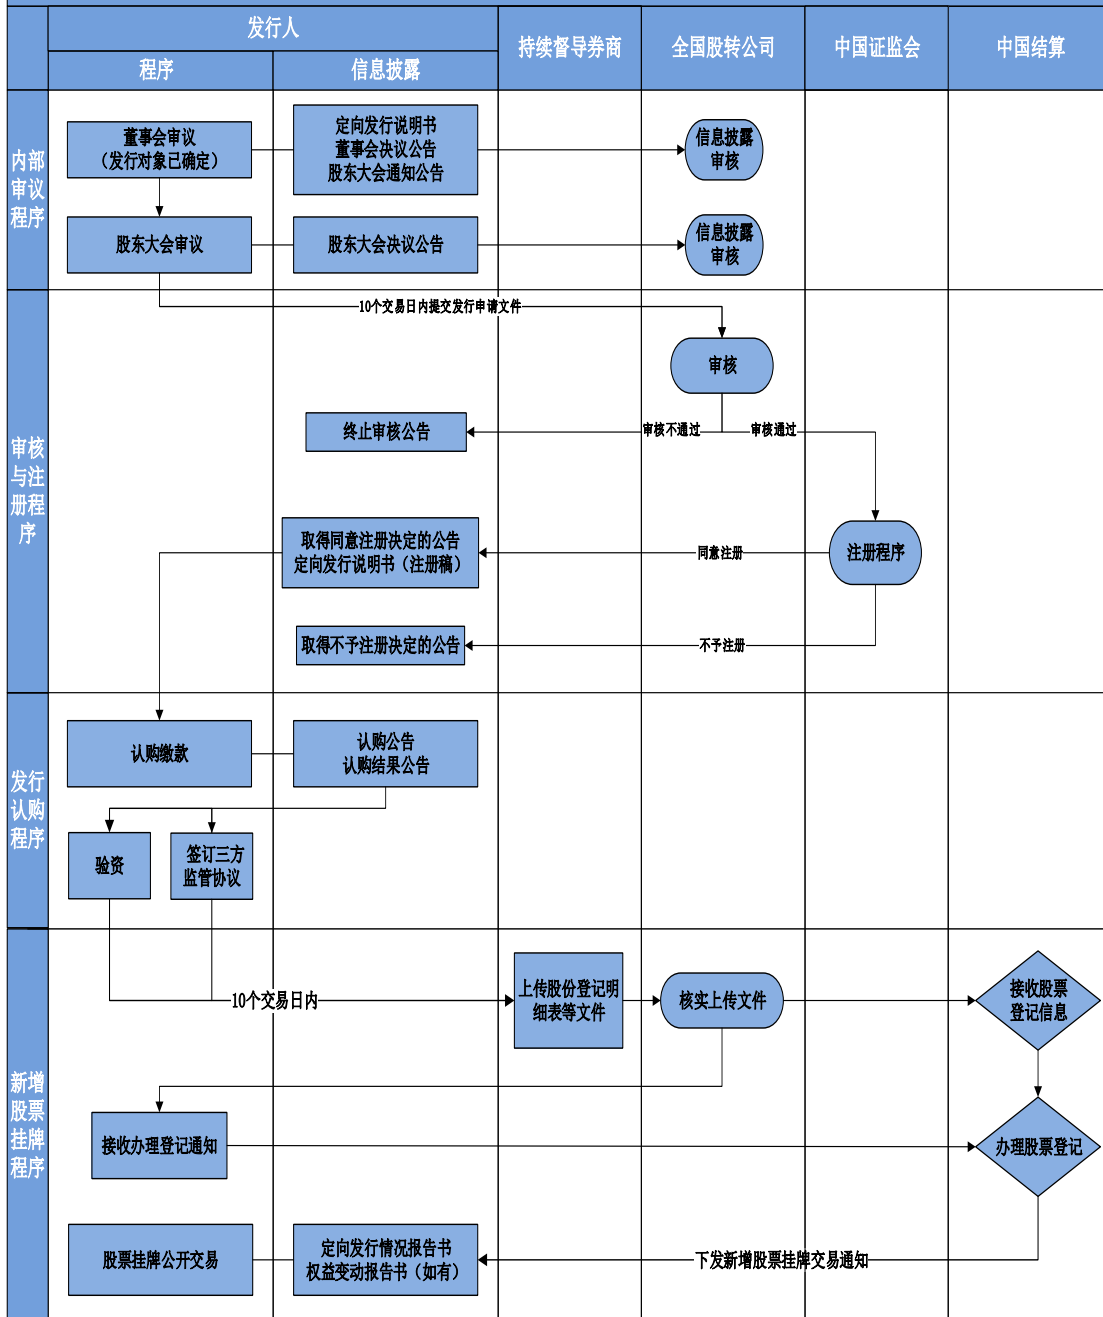 发行人
持续督导券商
全国股转公司
中国证监会
中国结算
程序
信息披露
内部
审议
程序
董事会审议
（发行对象已确定）
定向发行说明书
董事会决议公告
股东大会通知公告
信息披露
审核
股东大会审议
股东大会决议公告
信息披露
审核
审核
与注
册程
序
10个交易日内提交发行申请文件
审核
终止审核公告
审核不通过
审核通过
取得同意注册决定的公告
定向发行说明书（注册稿）
同意注册
注册程序
取得不予注册决定的公告
不予注册
发行
认购
程序
认购缴款
认购公告
认购结果公告
验资
签订三方
监管协议
新增
股票
挂牌
程序
10个交易日内
上传股份登记明
细表等文件
核实上传文件
接收股票
登记信息
接收办理登记通知
办理股票登记
股票挂牌公开交易
定向发行情况报告书
权益变动报告书（如有）
下发新增股票挂牌交易通知